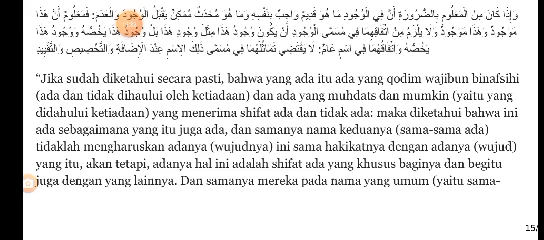 وَإِذَا كَانَ مِنَ الْمَعْلُومِ بِالضَّرُورَةِ أَنَّ فِي الْوُجُودِ مَا هُوَ قَدِيمٌ وَاجِبٌ بِنَفْسِهِ وَمَا هُوَ مُحْدَثٌ مُمْكِنٌ يَقْبَلُ الْوُجُودَ وَالْعَدَمَ: فَمَعْلُومٌ أَنَّ هَذَا
مَوْجُودٌ وَهَذَا مَوْجُودٌ وَلَا يَلْزَمُ مِنَ اتِّفَاقِهِمَا فِي مُسَمَّى الْوُجُودِ أَنْ يَكُونَ وُجُودُ هَذَا مِثْلَ وُجُودِ هَذَا بَلْ وُجُودُ هَذَا يَخُصُّهُ وَوُجُودُ هَذَا
يَخُصُّهُ وَاتِّفَاقُهُمَا فِي اسْمٍ عَامٍّ: لَا يَقْتَضِي تَمَاثُلَهُمَا فِي مُسَمَّى ذَلِكَ الِاسْمِ عِنْدَ الْإِضَافَةِ وَالتَّخْصِيصِ وَالتَّقْيِيدِ
“Jika sudah diketahui secara pasti, bahwa yang ada itu ada yang qodim wajibun binafsihi
(ada dan tidak dihaului oleh ketiadaan) dan ada yang muhdats dan mumkin (yaitu yang
didahului ketiadaan) yang menerima shifat ada dan tidak ada: maka diketahui bahwa ini
ada sebagaimana yang itu juga ada, dan samanya nama keduanya (sama-sama ada)
tidaklah mengharuskan adanya (wujudnya) ini sama hakikatnya dengan adanya (wujud)
yang itu, akan tetapi, adanya hal ini adalah shifat ada yang khusus baginya dan begitu
juga dengan yang lainnya. Dan samanya mereka pada nama yang umum (yaitu sama-
15/